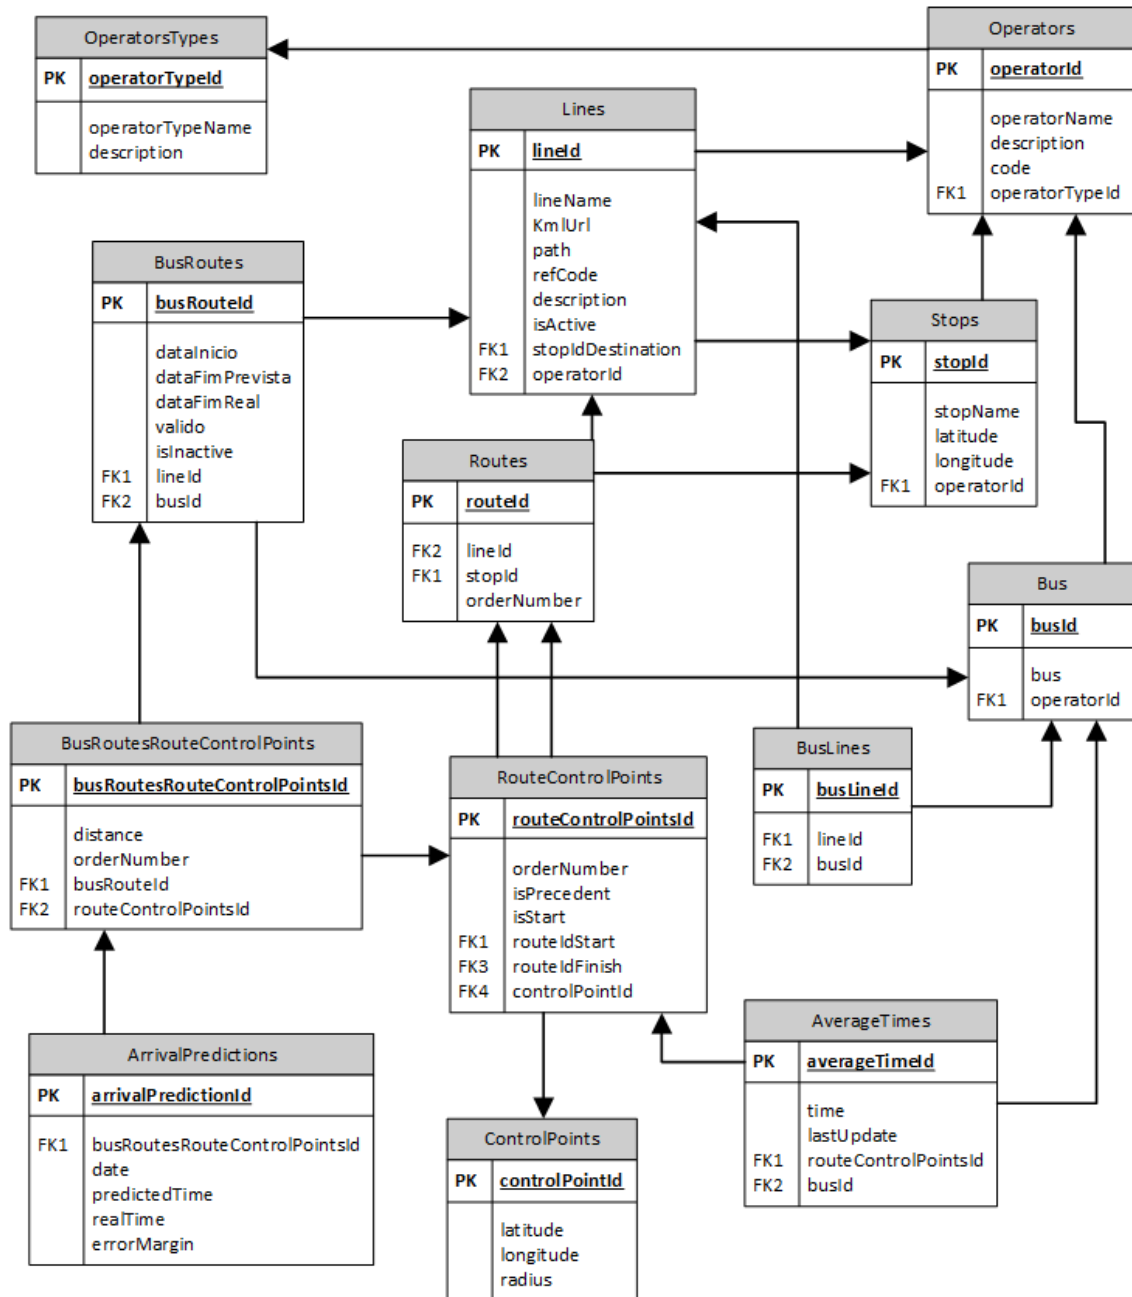 OperatorsTypes
PK operatorTypeId
operatorTypeName
description
Operators
PK operatorId
operatorName
description
code
FK1 operatorTypeId
Lines
PK lineId
lineName
KmlUrl
path
refCode
description
isActive
FK1 stopIdDestination
FK2 operatorId
BusRoutes
PK busRouteId
dataInicio
dataFimPrevista
dataFimReal
valido
isInactive
FK1 lineId
FK2 busId
Stops
PK stopId
stopName
latitude
longitude
FK1 operatorId
Routes
PK routeId
FK2 lineId
FK1 stopId
orderNumber
Bus
PK busId
bus
FK1 operatorId
BusRoutesRouteControlPoints
PK busRoutesRouteControlPointsId
distance
orderNumber
FK1 busRouteId
FK2 routeControlPointsId
RouteControlPoints
PK routeControlPointsId
orderNumber
isPrecedent
isStart
FK1 routeIdStart
FK3 routeIdFinish
FK4 controlPointId
BusLines
PK busLineId
FK1 lineId
FK2 busId
ArrivalPredictions
PK arrivalPredictionId
FK1 busRoutesRouteControlPointsId
date
predictedTime
realTime
errorMargin
ControlPoints
PK controlPointId
latitude
longitude
radius
AverageTimes
PK averageTimeId
time
lastUpdate
FK1 routeControlPointsId
FK2 busId